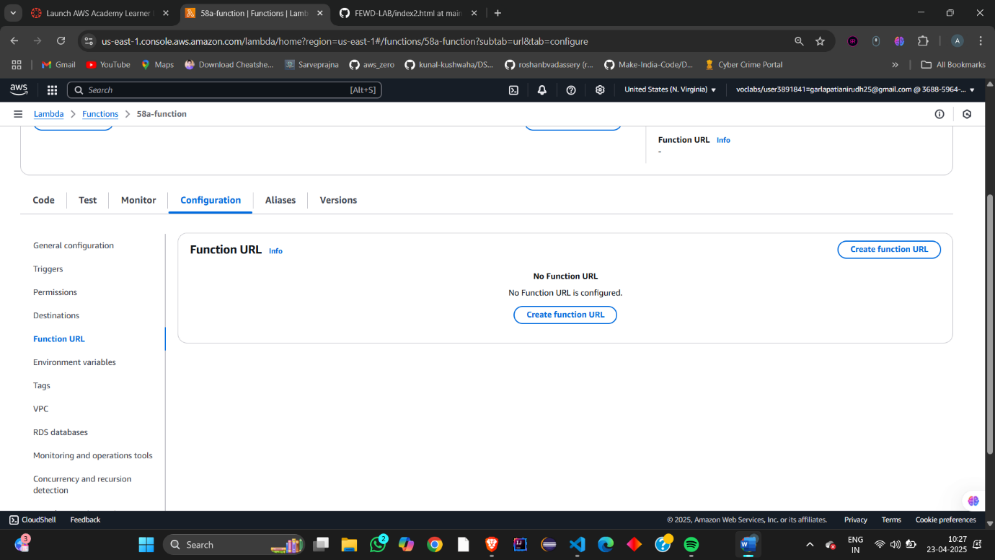 Launch AWS Academy Learner
58a-function | Functions | Lamb
FEWD-LAB/index2.html at main
us-east-1.console.aws.amazon.com/lambda/home?region=us-east-1#/functions/58a-function?subtab=url&tab=configure
Gmail YouTube Maps Download Cheatshe... Sarveprajna aws_zero kunal-kushwaha/DS... roshanbvadassery (r... Make-India-Code/D... Cyber Crime Portal » All Bookmarks
aws Search [Alt+S] United States (N. Virginia) voclabs/user3891841=garlapatianirudh25@gmail.com @ 3688-5964-...
Lambda > Functions > 58a-function
Function URL Info
-
Code Test Monitor Configuration Aliases Versions
General configuration
Triggers
Permissions
Destinations
Function URL
Environment variables
Tags
VPC
RDS databases
Monitoring and operations tools
Concurrency and recursion
detection
Function URL Info Create function URL
No Function URL
No Function URL is configured.
Create function URL
CloudShell Feedback © 2025, Amazon Web Services, Inc. or its affiliates. Privacy Terms Cookie preferences
3 Search 2 ENG 10:27
IN 23-04-2025